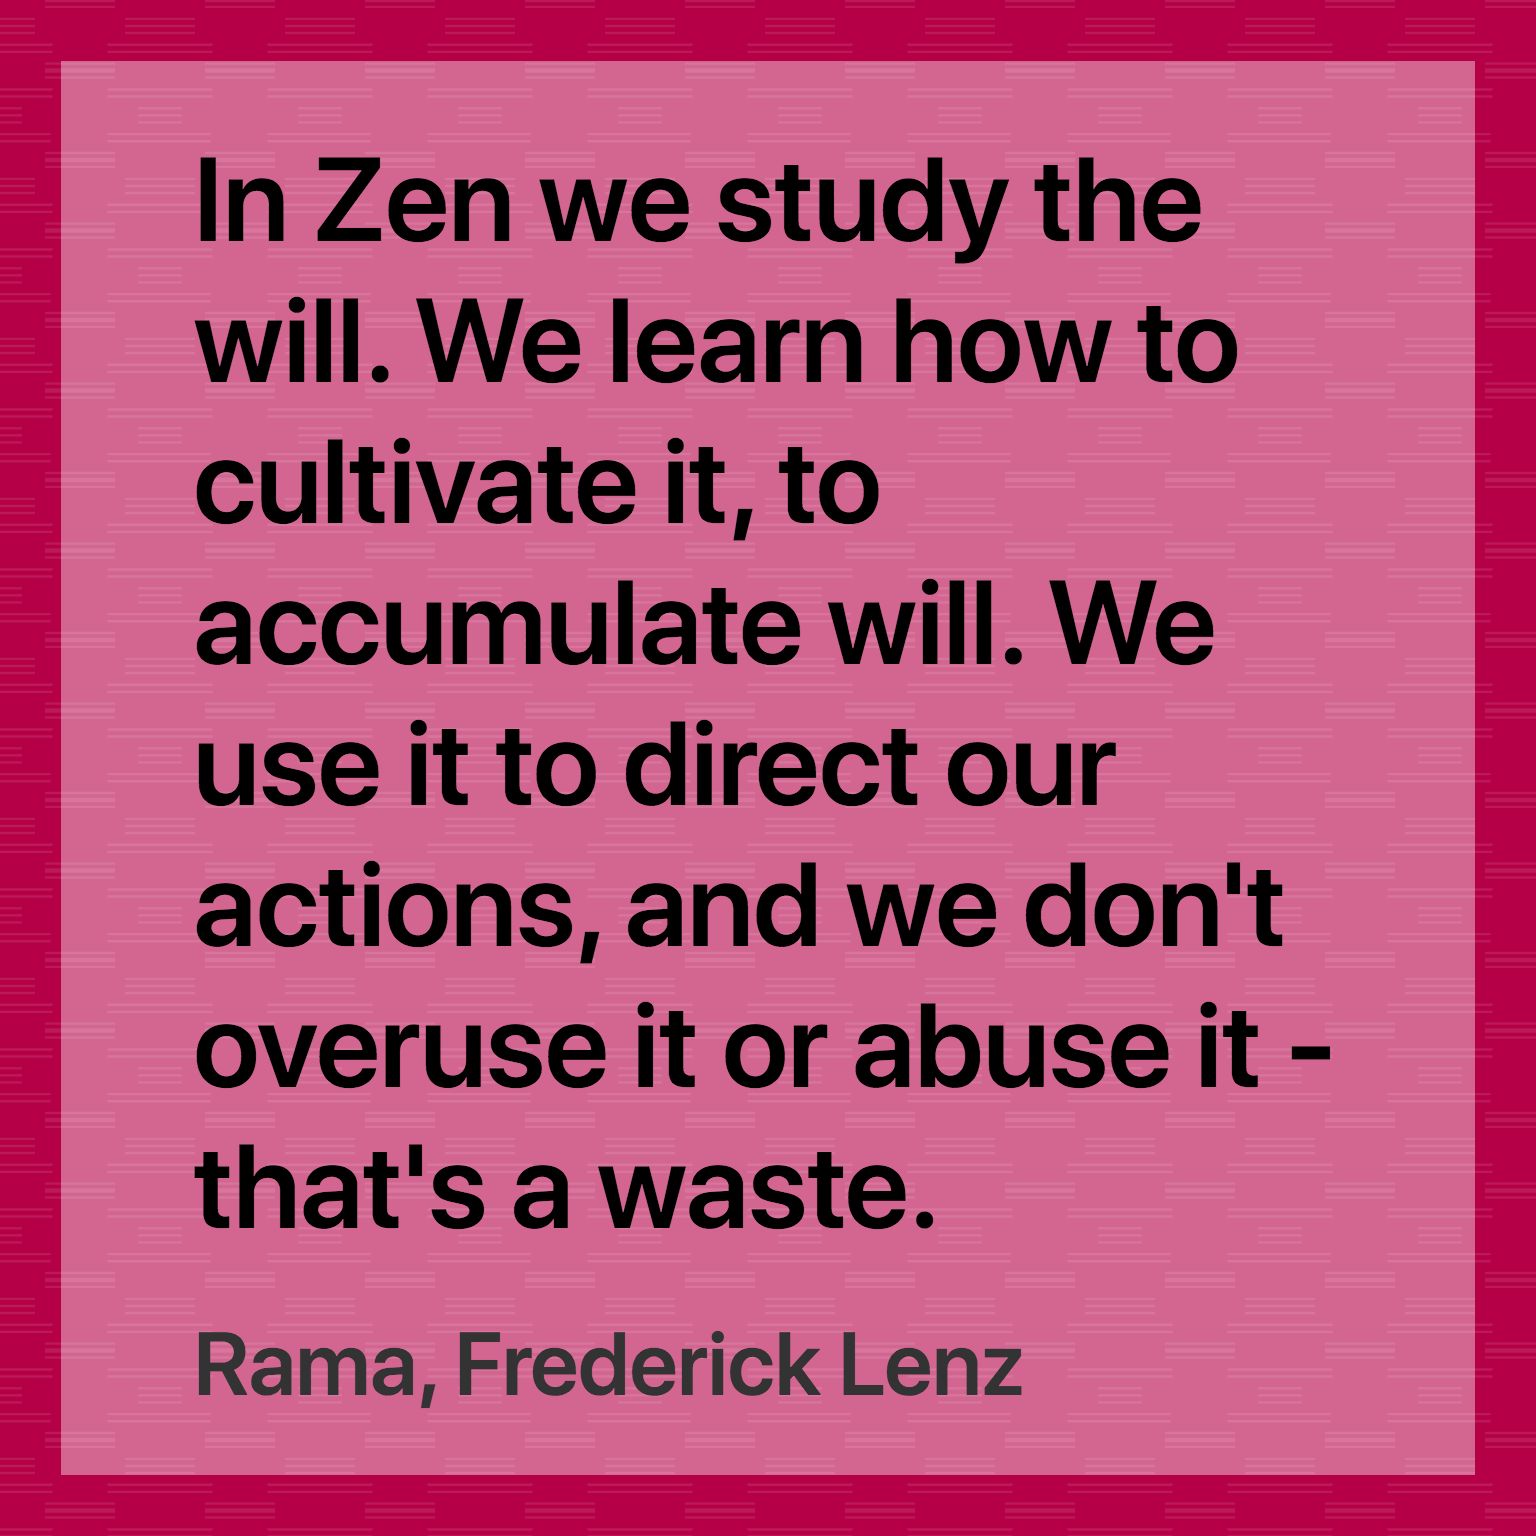 In Zen we study the
will. We learn how to
cultivate it, to
accumulate will. We
use it to direct our
actions, and we don't
overuse it or abuse it -
that's a waste.
Rama, Frederick Lenz